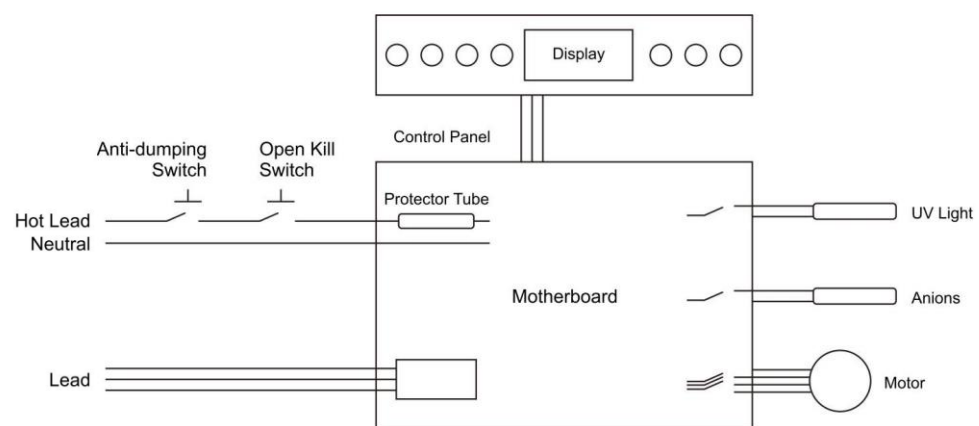 Display
Control Panel
Anti-dumping
Switch
Open Kill
Switch
Protector Tube
Hot Lead
Neutral
UV Light
Motherboard
Anions
Lead
Motor